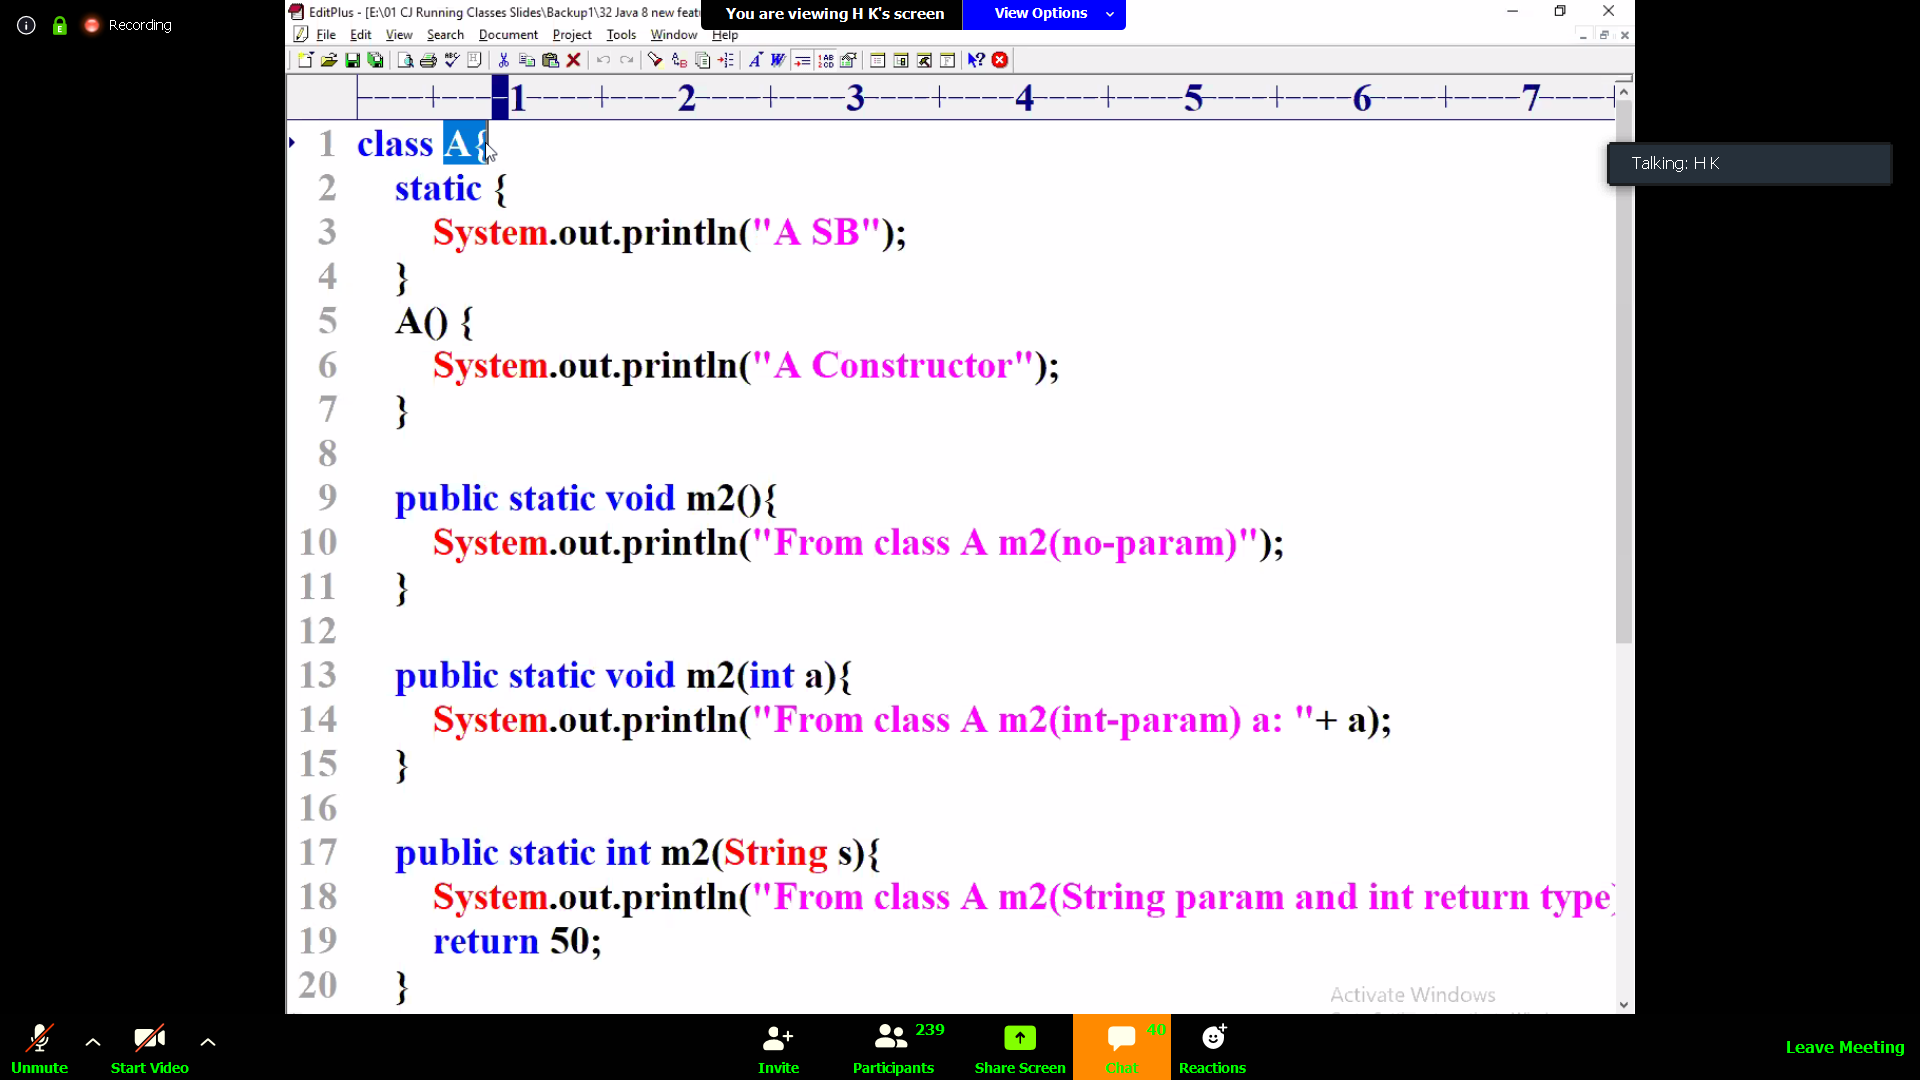 Recording
EditPlus - [E:\01 CJ Running Classes Slides\Backup1\32 Java 8 new feat
You are viewing H K's screen
View Options
File Edit View Search Document Project Tools Window Help
1 2 3 4 5 6 7
Talking: H K
1 class A{
2 static {
3 System.out.println("A SB");
4 }
5 A() {
6 System.out.println("A Constructor");
7 }
8
9 public static void m2(){
10 System.out.println("From class A m2(no-param)");
11 }
12
13 public static void m2(int a){
14 System.out.println("From class A m2(int-param) a: "+ a);
15 }
16
17 public static int m2(String s){
18 System.out.println("From class A m2(String param and int return type)
19 return 50;
20 }
Activate Windows
Unmute
Start Video
Invite
Participants 239
Share Screen
Chat 40
Reactions
Leave Meeting